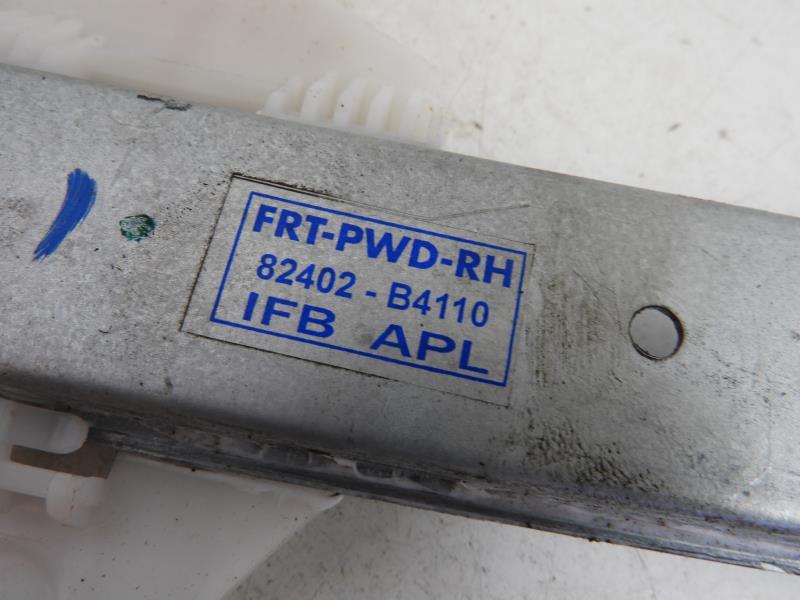 FRT-PWD-RH
82402 - B4110
IFB APL